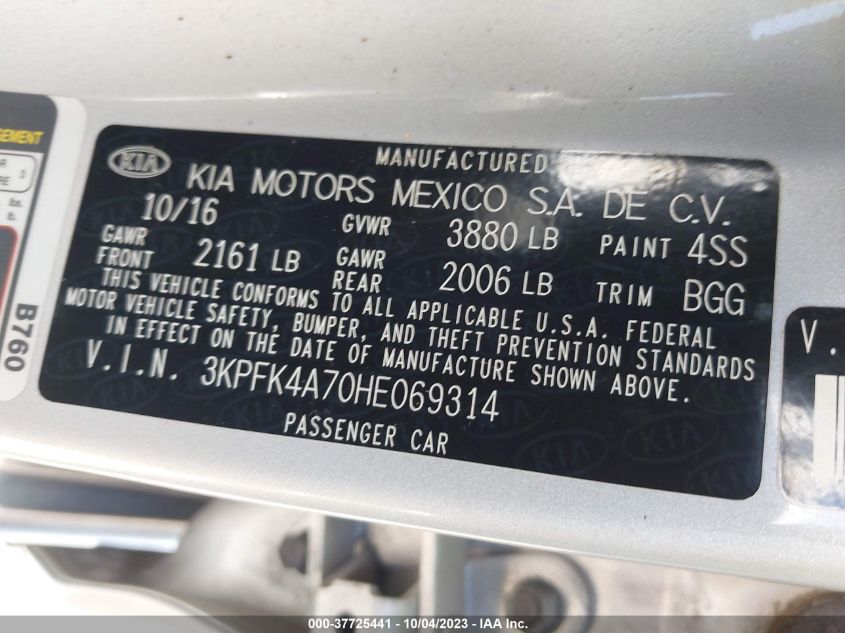 KIA
MANUFACTURED
KIA MOTORS MEXICO S.A. DE C.V.
10/16 GVWR 3880 LB PAINT 4SS
GAWR FRONT 2161 LB GAWR REAR 2006 LB TRIM BGG
THIS VEHICLE CONFORMS TO ALL APPLICABLE U.S.A. FEDERAL
MOTOR VEHICLE SAFETY, BUMPER, AND THEFT PREVENTION STANDARDS
IN EFFECT ON THE DATE OF MANUFACTURE SHOWN ABOVE.
V.I.N. 3KPFK4A70HE069314
PASSENGER CAR
B760
V.
000-37725441 - 10/04/2023 - IAAI.com